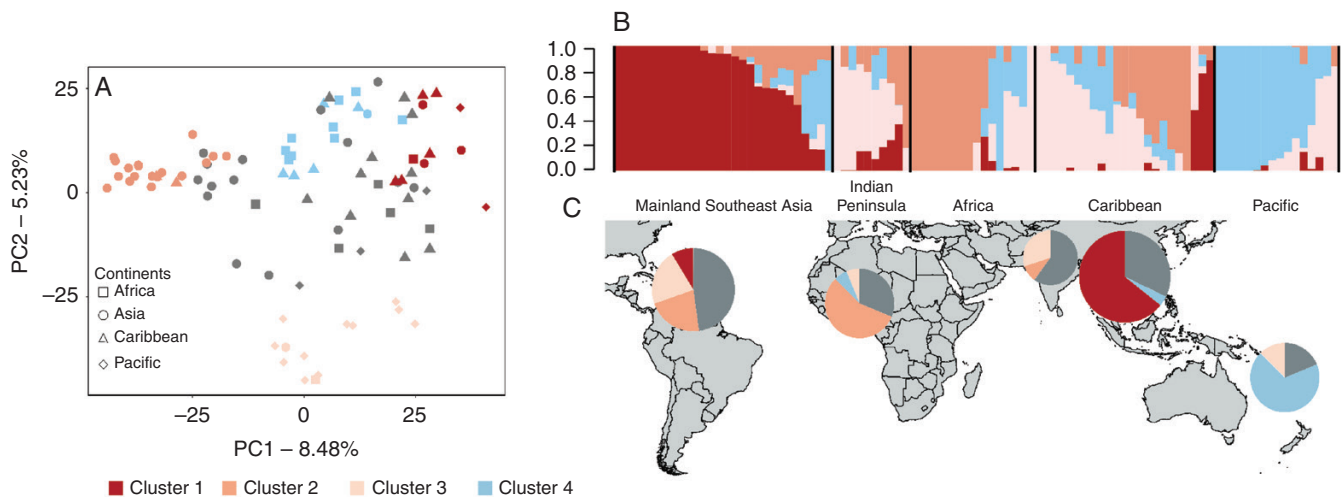 A
25
0
−25
PC2 – 5.23%
Continents
Africa
Asia
Caribbean
Pacific
−25
0
25
PC1 – 8.48%
B
1.0
0.8
0.6
0.4
0.2
0.0
Mainland Southeast Asia
Indian
Peninsula
Africa
Caribbean
Pacific
C
Cluster 1
Cluster 2
Cluster 3
Cluster 4